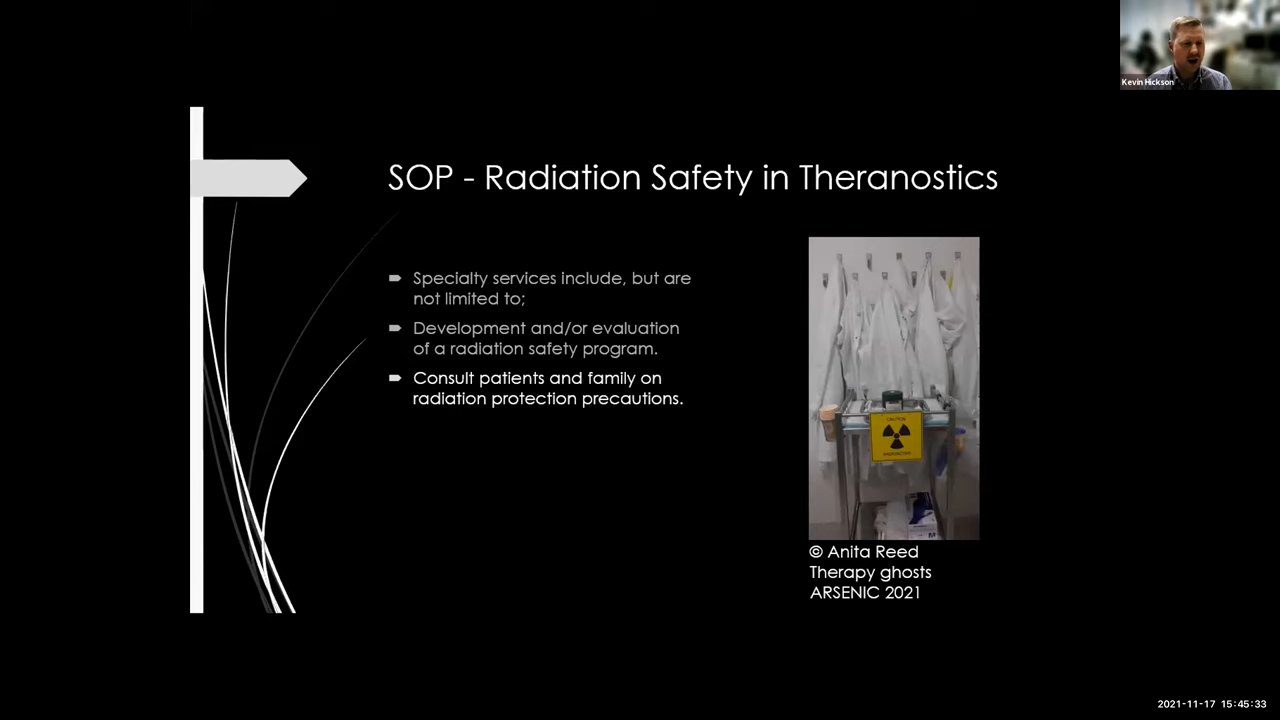 Kevin Hickson
SOP - Radiation Safety in Theranostics
Specialty services include, but are
not limited to;
Development and/or evaluation
of a radiation safety program.
Consult patients and family on
radiation protection precautions.
CAUTION
© Anita Reed
Therapy ghosts
ARSENIC 2021
2021-11-17 15:45:33